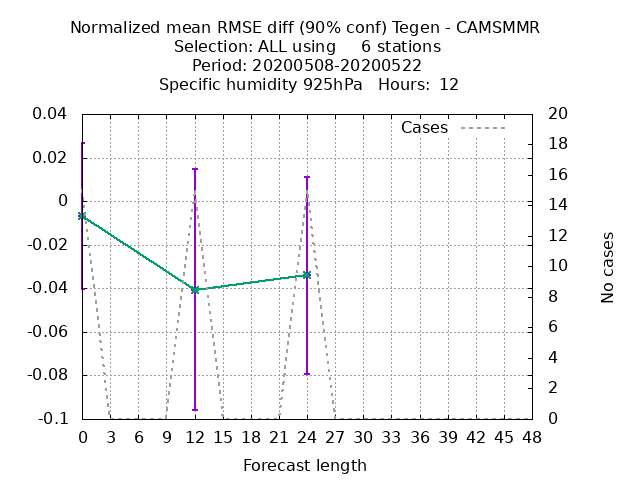 Normalized mean RMSE diff (90% conf) Tegen - CAMSMMR
Selection: ALL using     6 stations
Period: 20200508-20200522
Specific humidity 925hPa   Hours:  12
Cases
0.04
0.02
0
-0.02
-0.04
-0.06
-0.08
-0.1
20
18
16
14
12
10
8
6
4
2
0
No cases
0 3 6 9 12 15 18 21 24 27 30 33 36 39 42 45 48
Forecast length